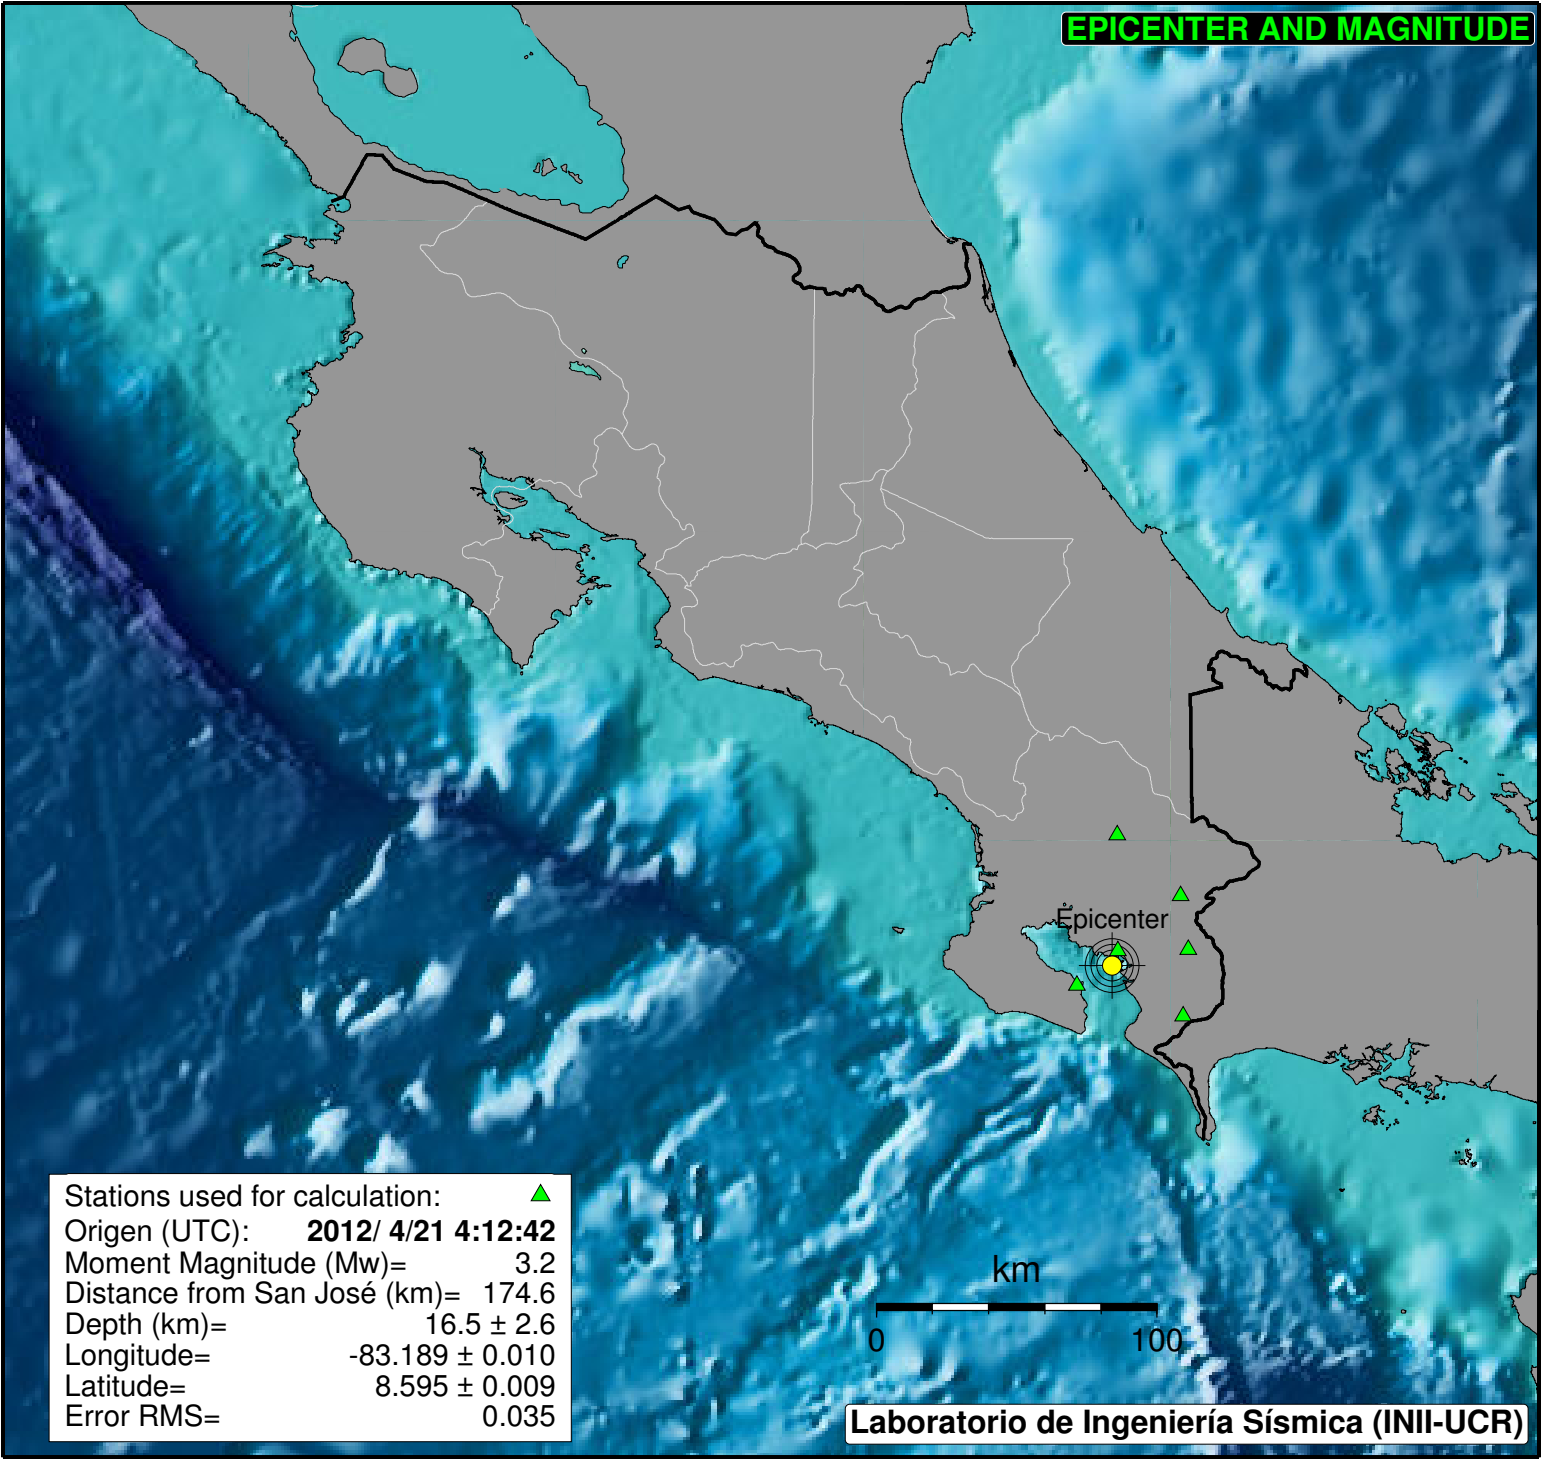 EPICENTER AND MAGNITUDE
Epicenter
Stations used for calculation:
Origen (UTC): 2012/ 4/21 4:12:42
Moment Magnitude (Mw)= 3.2
Distance from San José (km)= 174.6
Depth (km)= 16.5 ± 2.6
Longitude= -83.189 ± 0.010
Latitude= 8.595 ± 0.009
Error RMS= 0.035
km
0 100
Laboratorio de Ingeniería Sísmica (INII-UCR)